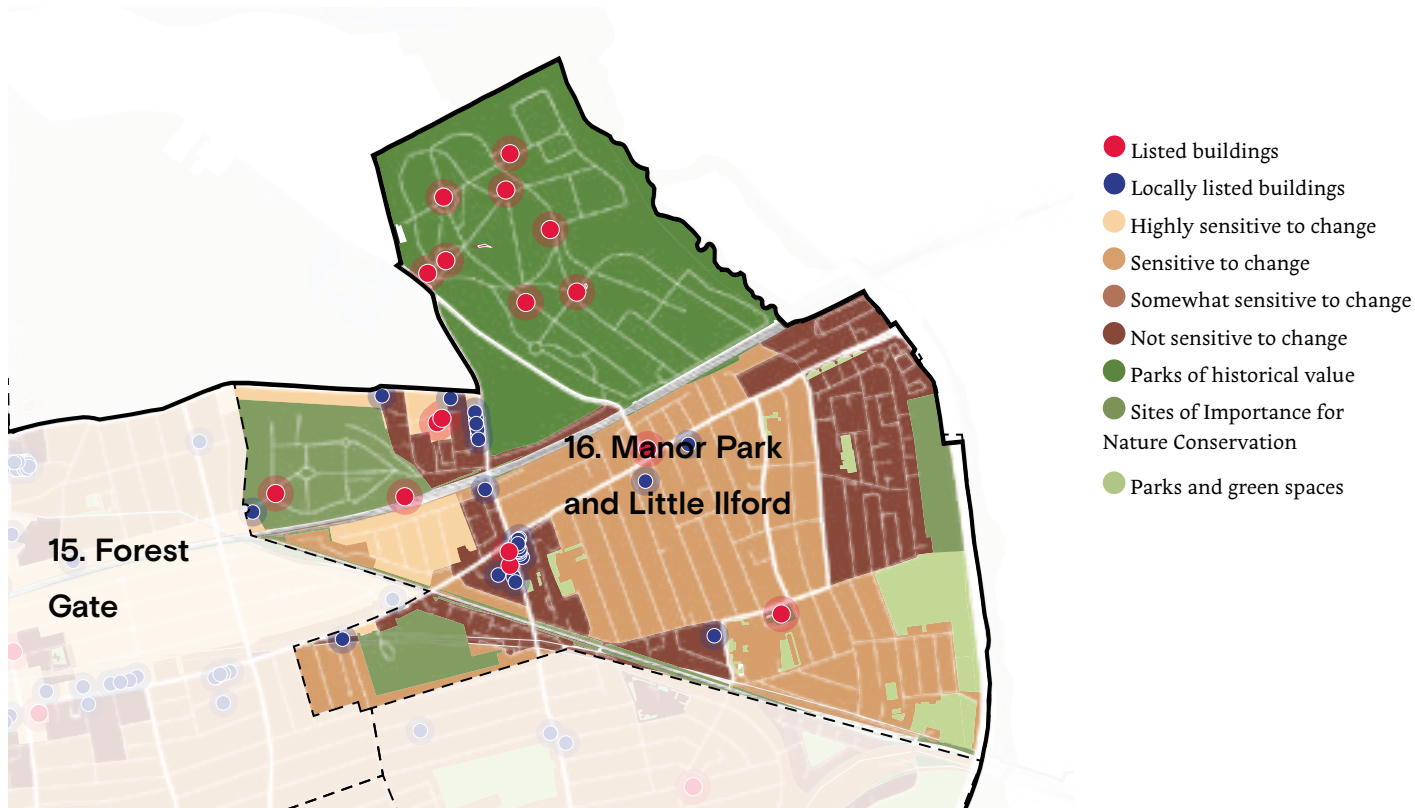 Listed buildings
Locally listed buildings
Highly sensitive to change
Sensitive to change
Somewhat sensitive to change
Not sensitive to change
Parks of historical value
Sites of Importance for
Nature Conservation
Parks and green spaces
16. Manor Park
and Little Ilford
15. Forest
Gate